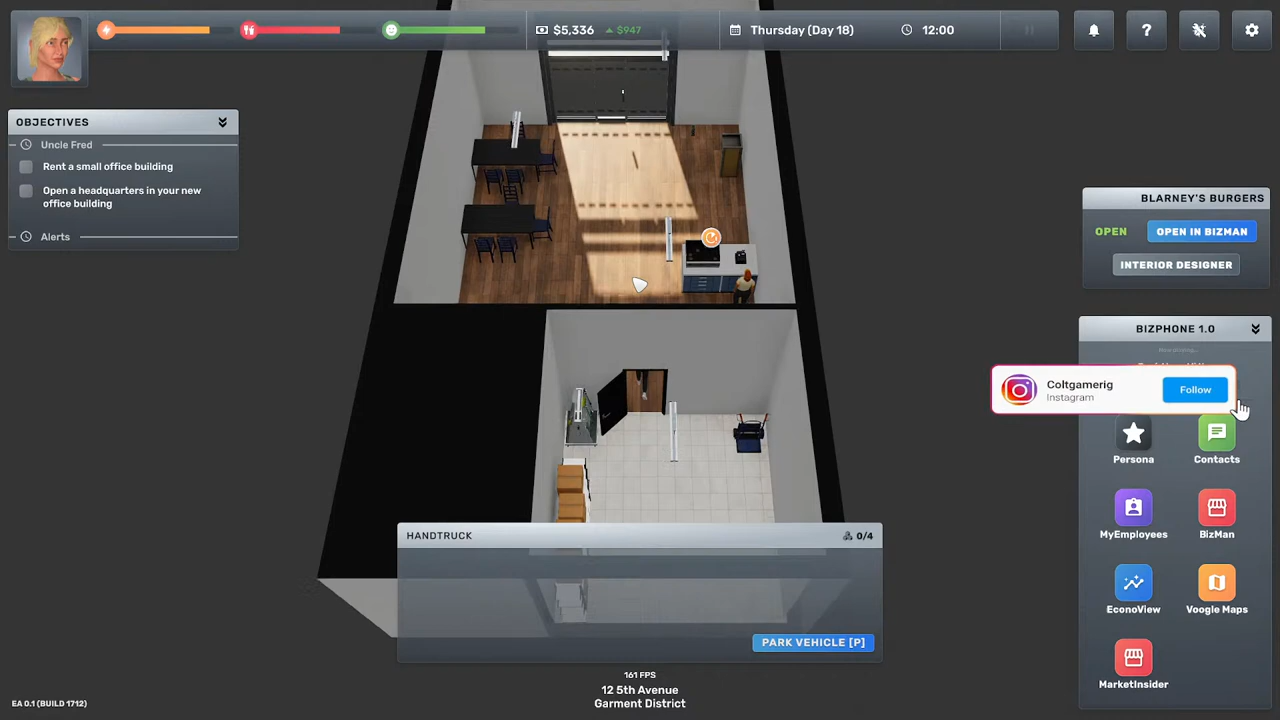 $5,336 $947
Thursday (Day 18)
12:00
?
OBJECTIVES
Uncle Fred
Rent a small office building
Open a headquarters in your new
office building
Alerts
BLARNEY'S BURGERS
OPEN
OPEN IN BIZMAN
INTERIOR DESIGNER
BIZPHONE 1.0
Coltgamerig
Instagram
Follow
Persona
Contacts
MyEmployees
BizMan
EconoView
Voogle Maps
MarketInsider
HANDTRUCK
0/4
PARK VEHICLE [P]
161 FPS
12 5th Avenue
Garment District
EA 0.1 (BUILD 1712)